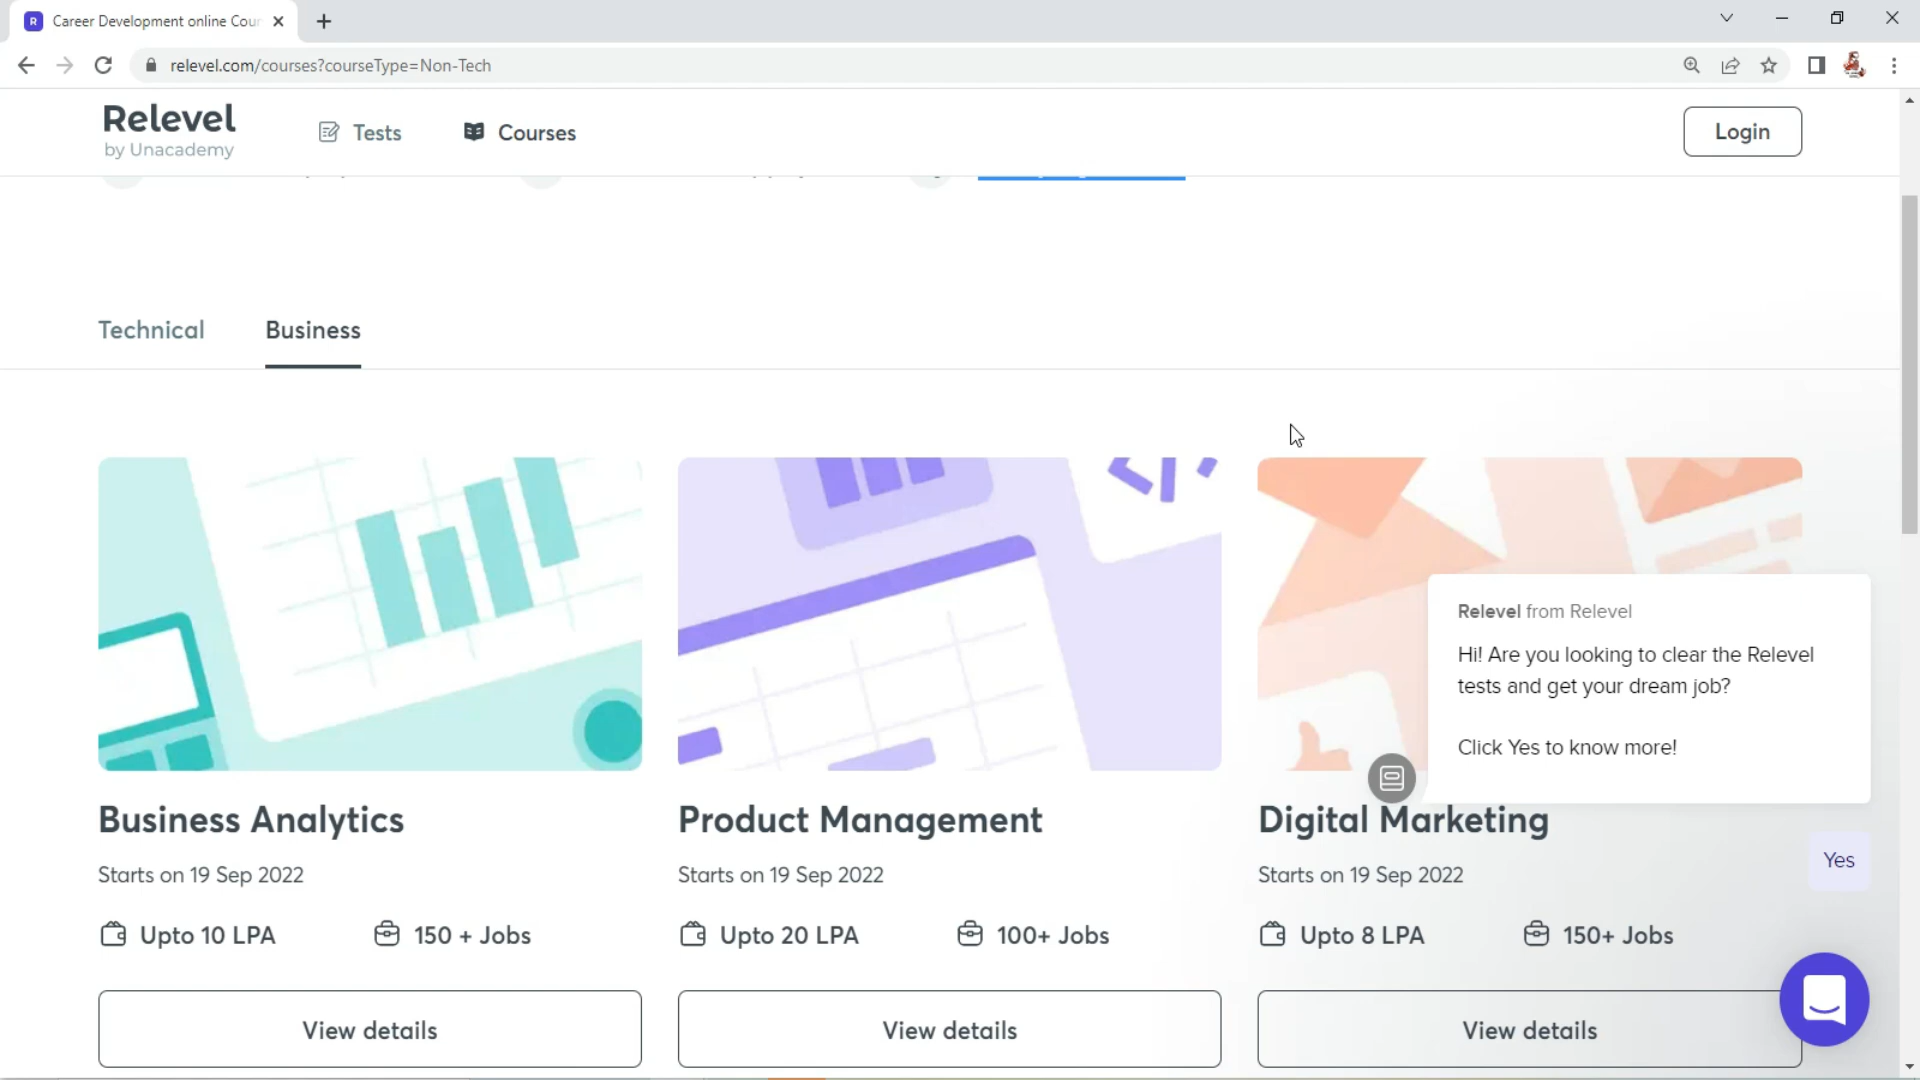 R Career Development online Cour
relevel.com/courses?courseType=Non-Tech
Relevel
by Unacademy
Tests
Courses
Login
Technical
Business
Relevel from Relevel
Hi! Are you looking to clear the Relevel
tests and get your dream job?
Click Yes to know more!
Yes
Business Analytics
Starts on 19 Sep 2022
Upto 10 LPA
150 + Jobs
View details
Product Management
Starts on 19 Sep 2022
Upto 20 LPA
100+ Jobs
View details
Digital Marketing
Starts on 19 Sep 2022
Upto 8 LPA
150+ Jobs
View details